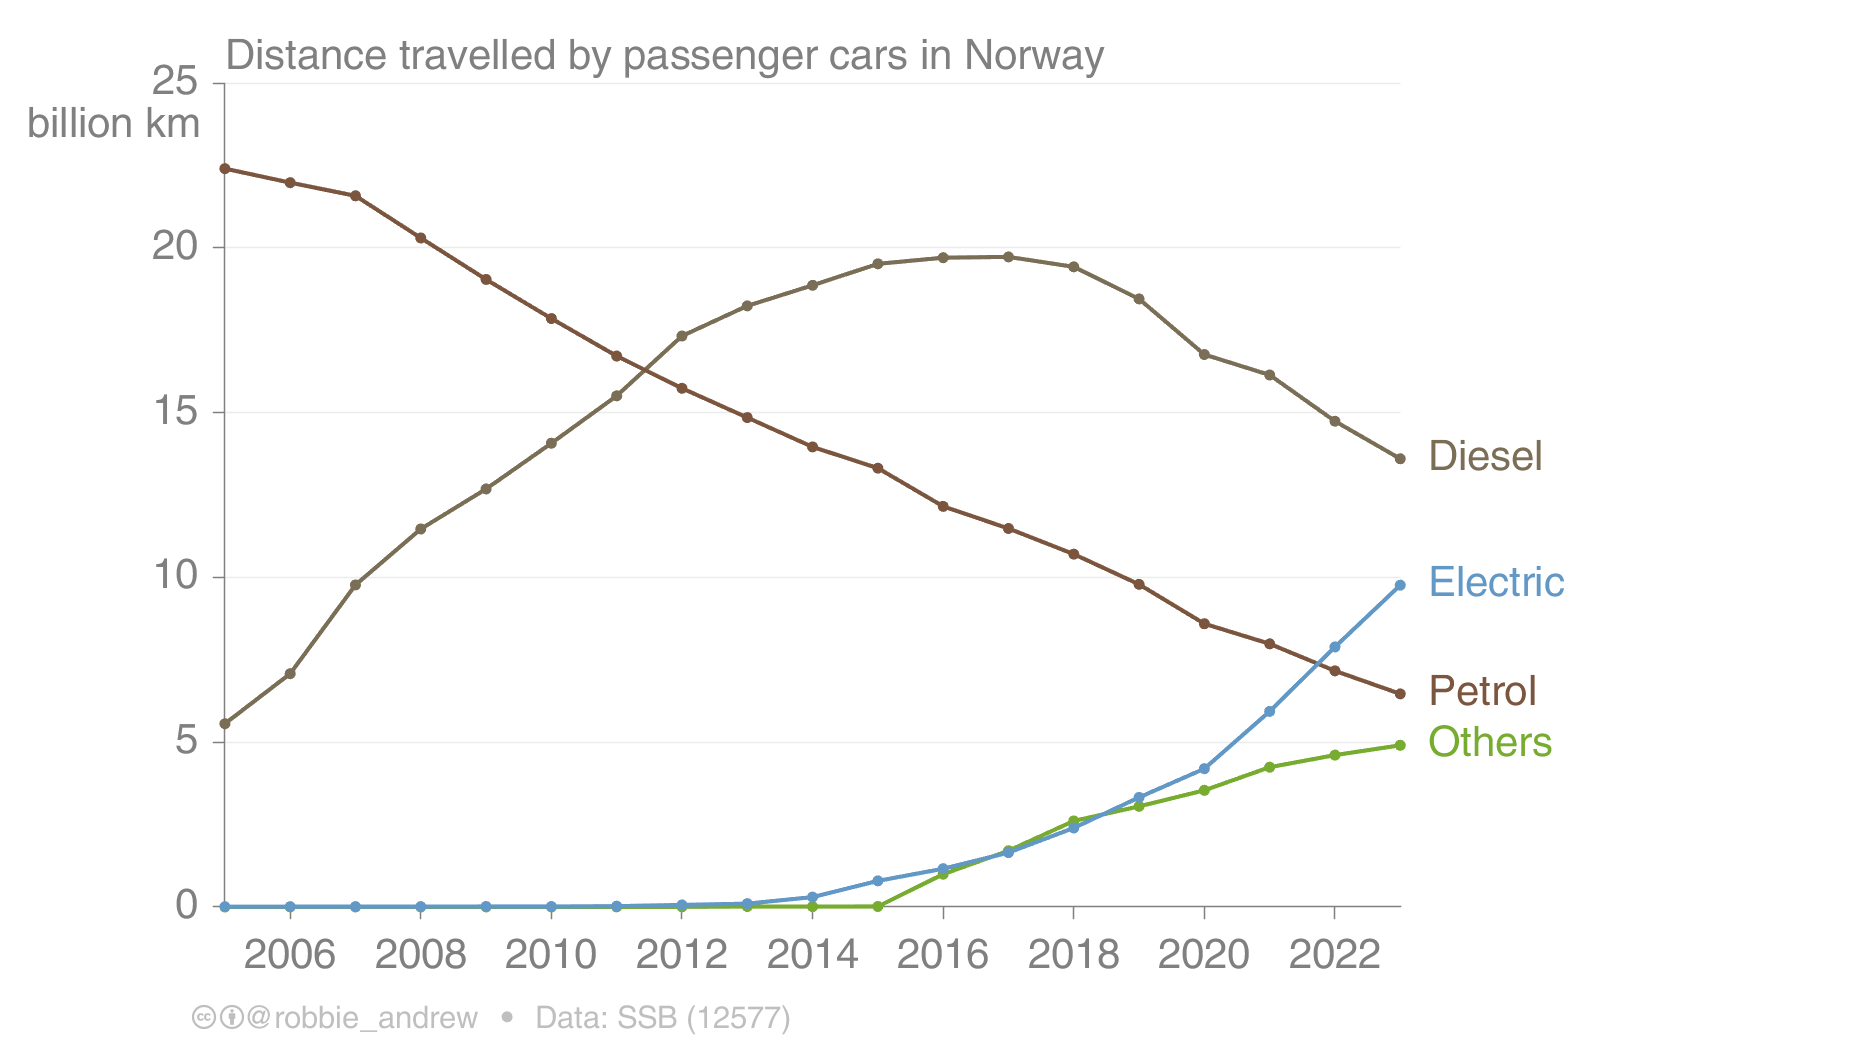 Distance travelled by passenger cars in Norway
25
billion km
20
15
10
5
0
Diesel
Electric
Petrol
Others
2006 2008 2010 2012 2014 2016 2018 2020 2022
@robbie_andrew • Data: SSB (12577)